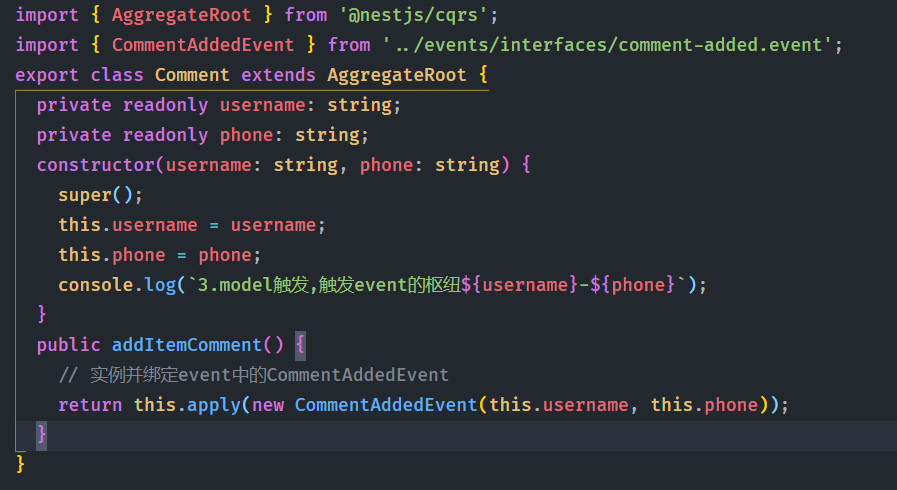 import { AggregateRoot } from '@nestjs/cqrs';
import { CommentAddedEvent } from '../events/interfaces/comment-added.event';
export class Comment extends AggregateRoot {
  private readonly username: string;
  private readonly phone: string;
  constructor(username: string, phone: string) {
    super();
    this.username = username;
    this.phone = phone;
    console.log(`3.model触发,触发event的枢纽${username}-${phone}`);
  }
  public addItemComment() {
    // 实例并绑定event中的CommentAddedEvent
    return this.apply(new CommentAddedEvent(this.username, this.phone));
  }
}